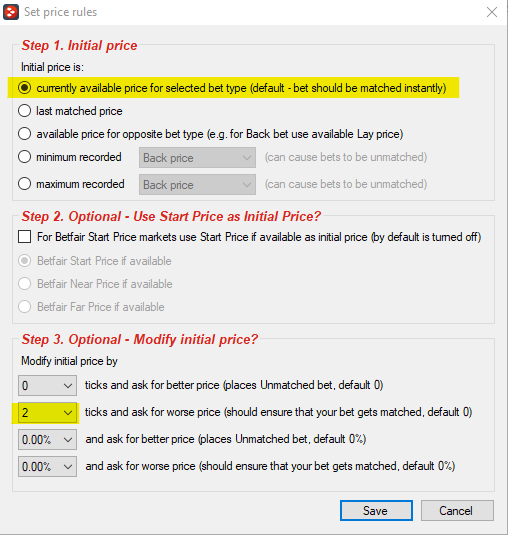 Set price rules
Step 1. Initial price
Initial price is:
currently available price for selected bet type (default - bet should be matched instantly)
last matched price
available price for opposite bet type (e.g. for Back bet use available Lay price)
minimum recorded Back price (can cause bets to be unmatched)
maximum recorded Back price (can cause bets to be unmatched)
Step 2. Optional - Use Start Price as Initial Price?
For Betfair Start Price markets use Start Price if available as initial price (by default is turned off)
Betfair Start Price if available
Betfair Near Price if available
Betfair Far Price if available
Step 3. Optional - Modify initial price?
Modify initial price by
0 ticks and ask for better price (places Unmatched bet, default 0)
2 ticks and ask for worse price (should ensure that your bet gets matched, default 0)
0.00% and ask for better price (places Unmatched bet, default 0%)
0.00% and ask for worse price (should ensure that your bet gets matched, default 0%)
Save Cancel